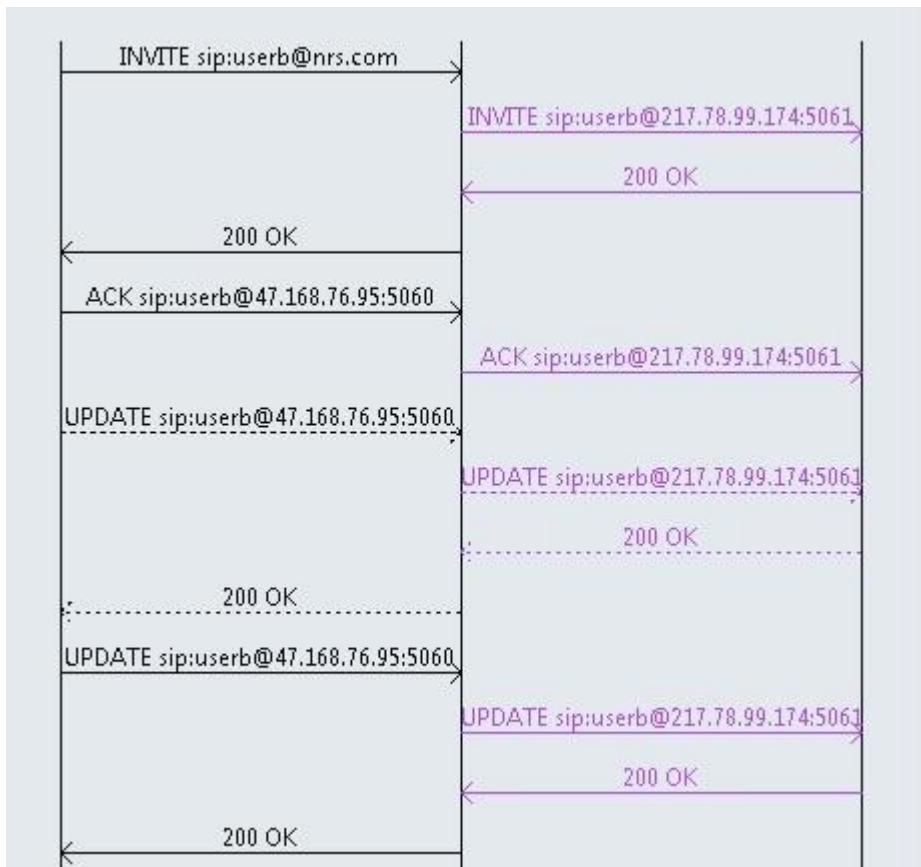 INVITE sip:userb@nrs.com
INVITE sip:userb@217.78.99.174:5061
200 OK
200 OK
ACK sip:userb@47.168.76.95:5060
ACK sip:userb@217.78.99.174:5061
UPDATE sip:userb@47.168.76.95:5060
UPDATE sip:userb@217.78.99.174:5061
200 OK
200 OK
UPDATE sip:userb@47.168.76.95:5060
UPDATE sip:userb@217.78.99.174:5061
200 OK
200 OK